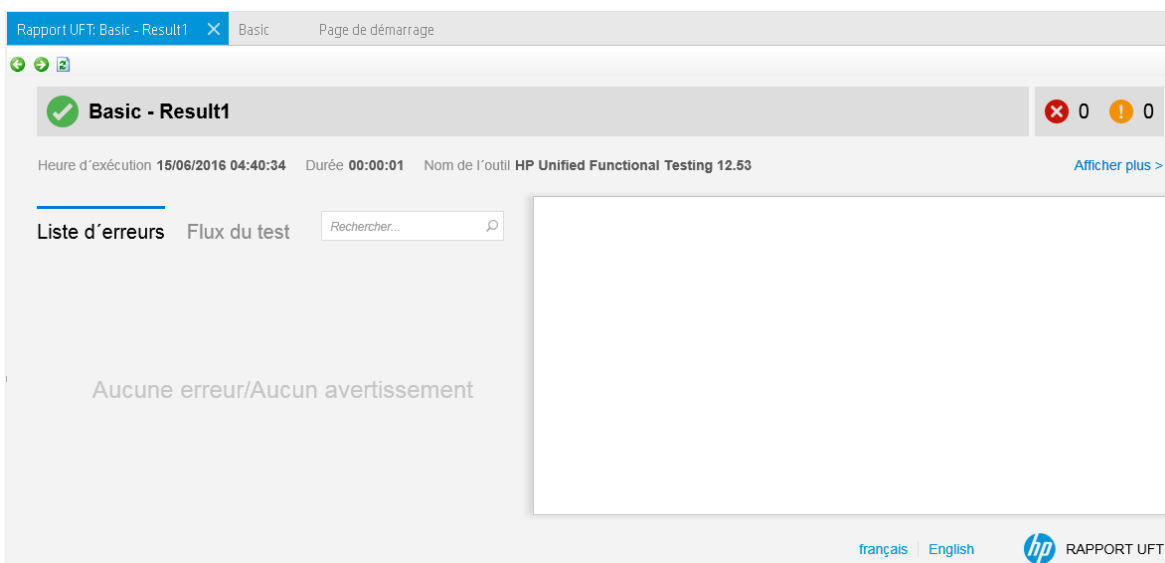 Rapport UFT: Basic - Result1 Basic Page de démarrage
Basic - Result1 0 0
Heure d´exécution 15/06/2016 04:40:34 Durée 00:00:01 Nom de l´outil HP Unified Functional Testing 12.53 Afficher plus >
Liste d´erreurs Flux du test Rechercher...
Aucune erreur/Aucun avertissement
français English hp RAPPORT UFT